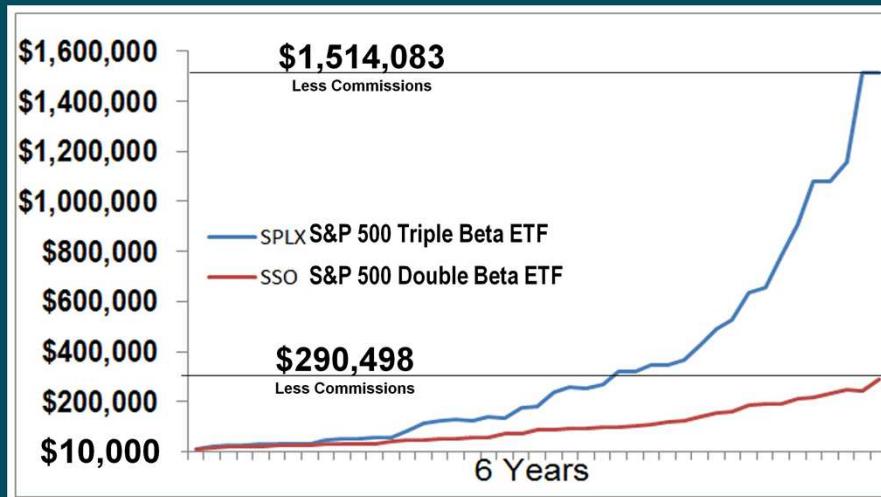 $1,600,000
$1,514,083
Less Commissions
$1,400,000
$1,200,000
$1,000,000
SPLX S&P 500 Triple Beta ETF
$800,000
SSO S&P 500 Double Beta ETF
$600,000
$400,000
$290,498
Less Commissions
$200,000
$10,000
6 Years